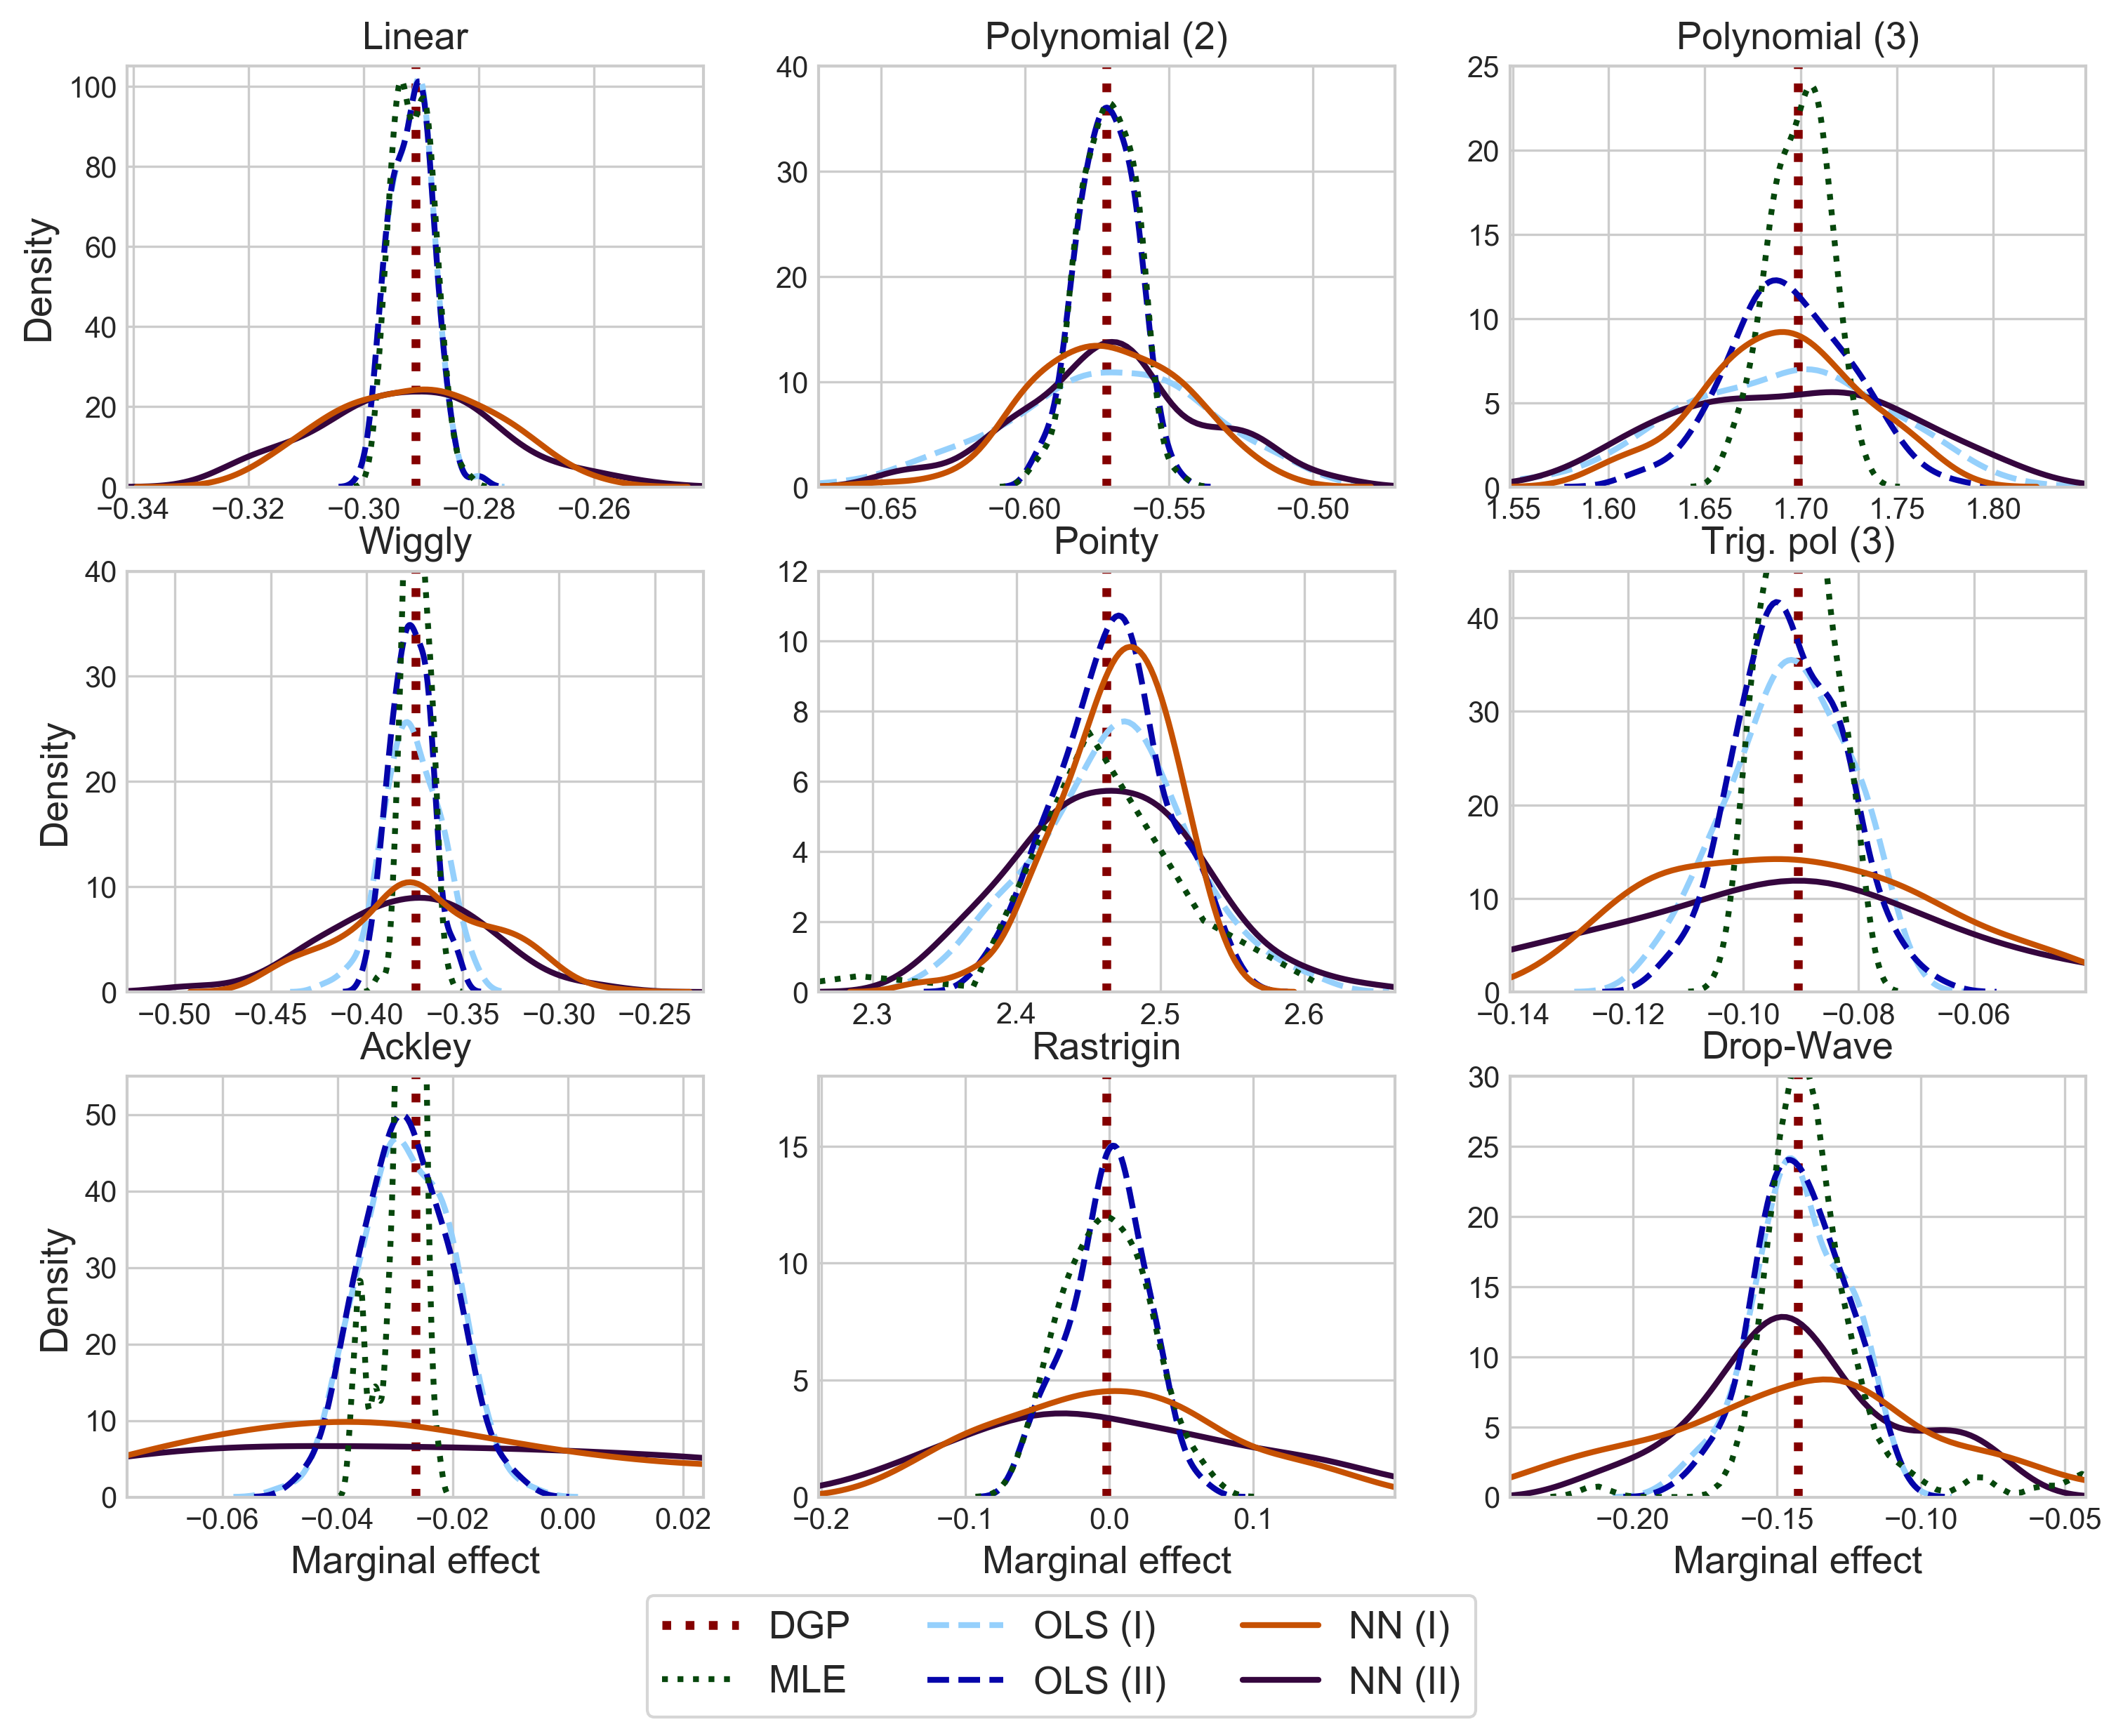 Linear
Polynomial (2)
Polynomial (3)
Density
100
80
60
40
20
0
−0.34 −0.32 −0.30 −0.28 −0.26
40
30
20
10
0
−0.65 −0.60 −0.55 −0.50
25
20
15
10
5
0
1.55 1.60 1.65 1.70 1.75 1.80
Wiggly
Pointy
Trig. pol (3)
Density
40
30
20
10
0
−0.50 −0.45 −0.40 −0.35 −0.30 −0.25
12
10
8
6
4
2
0
2.3 2.4 2.5 2.6
40
30
20
10
0
−0.14 −0.12 −0.10 −0.08 −0.06
Ackley
Rastrigin
Drop-Wave
Density
50
40
30
20
10
0
−0.06 −0.04 −0.02 0.00 0.02
Marginal effect
15
10
5
0
−0.2 −0.1 0.0 0.1
Marginal effect
30
25
20
15
10
5
0
−0.20 −0.15 −0.10 −0.05
Marginal effect
DGP OLS (I) NN (I)
MLE OLS (II) NN (II)